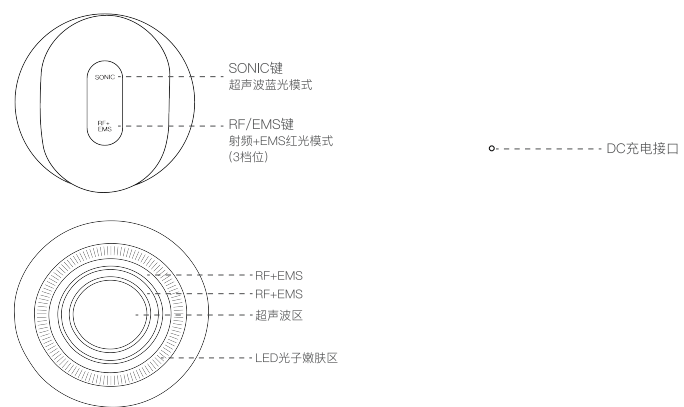 SONIC
SONIC键
超声波蓝光模式
RF+
EMS
RF/EMS键
射频+EMS红光模式
(3档位)
DC充电接口
RF+EMS
RF+EMS
超声波区
LED光子嫩肤区